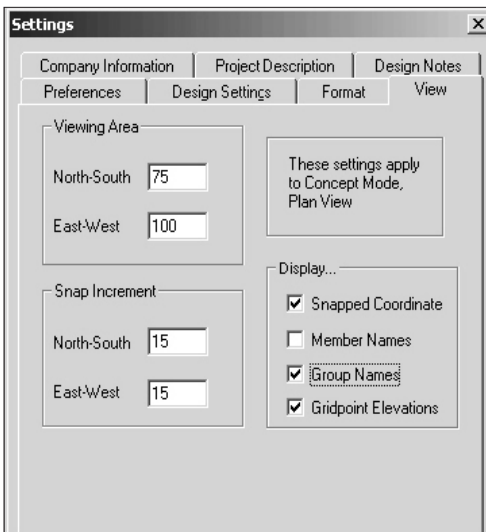 Settings
Company Information Project Description Design Notes
Preferences Design Settings Format View
Viewing Area
North-South 75
East-West 100
These settings apply
to Concept Mode,
Plan View
Snap Increment
North-South 15
East-West 15
Display...
Snapped Coordinate
Member Names
Group Names
Gridpoint Elevations